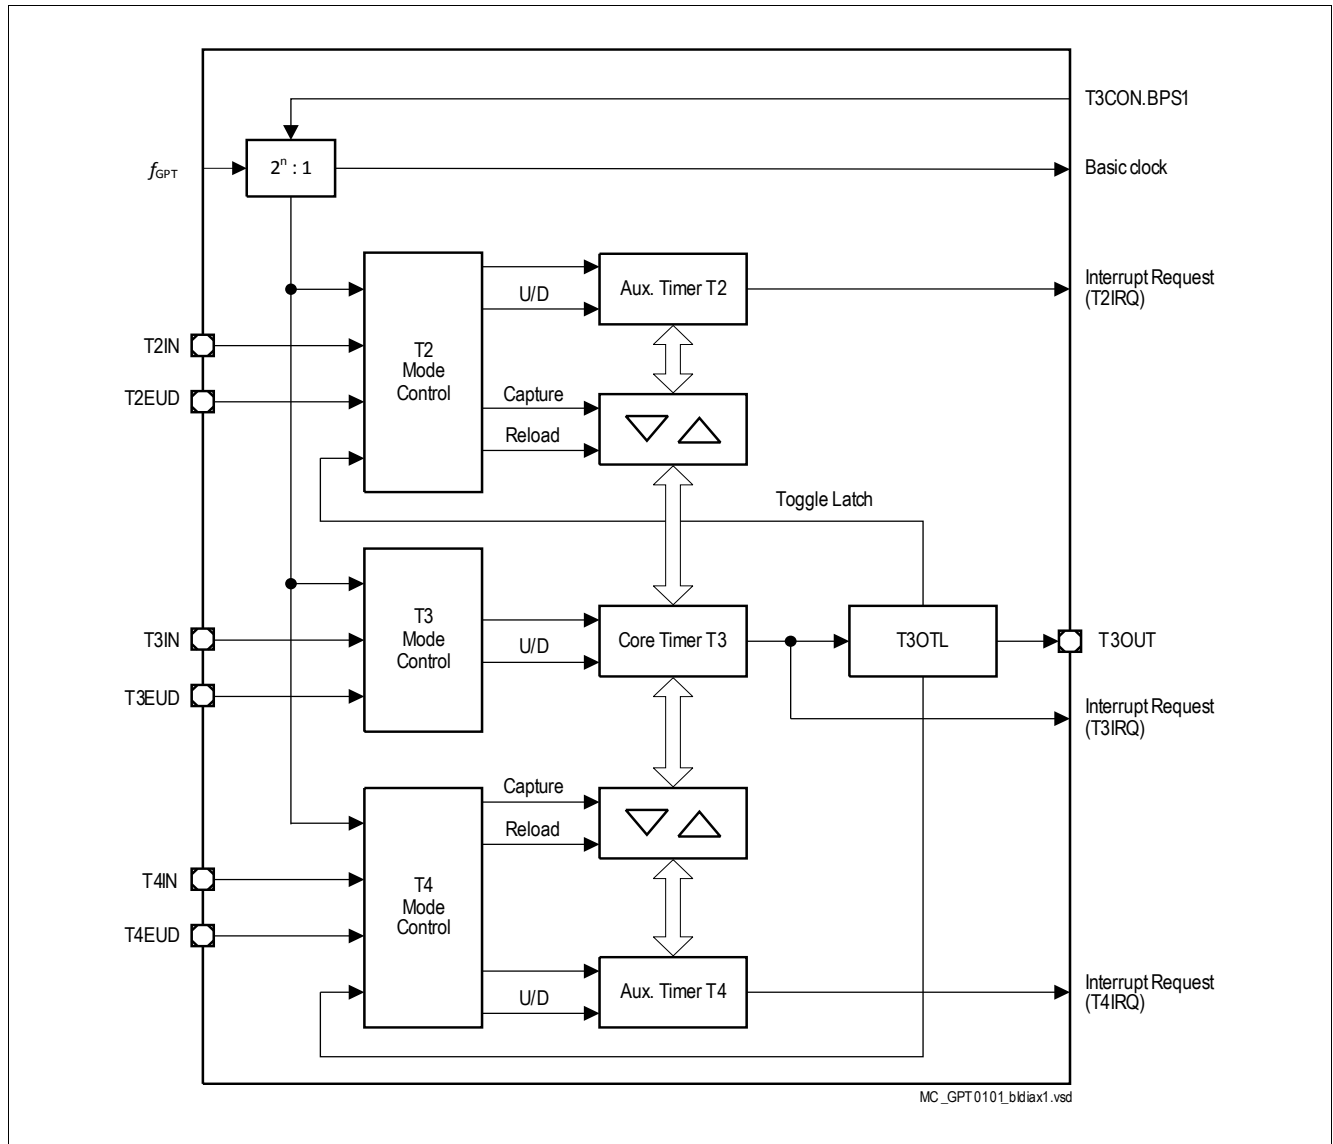 T3CON.BPS1
fGPT
2ⁿ : 1
Basic clock
T2
Mode
Control
U/D
Aux. Timer T2
Interrupt Request
(T2IRQ)
T2IN
T2EUD
Capture
Reload
Toggle Latch
T3
Mode
Control
U/D
Core Timer T3
T3OTL
T3OUT
T3IN
T3EUD
Interrupt Request
(T3IRQ)
Capture
Reload
T4
Mode
Control
T4IN
T4EUD
U/D
Aux. Timer T4
Interrupt Request
(T4IRQ)
MC_GPT0101_bldiax1.vsd